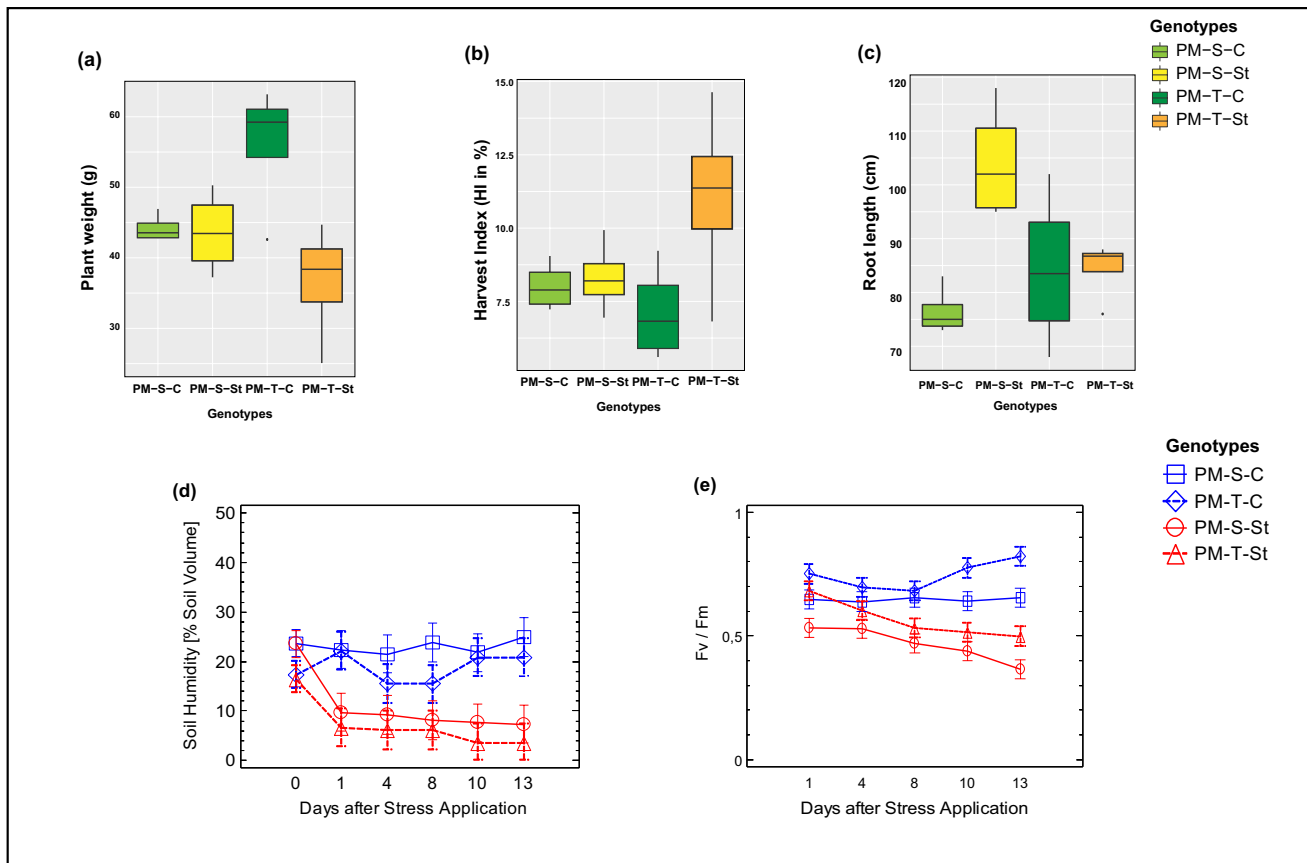 (a)
Plant weight (g)
60
50
40
30
PM-S-C PM-S-St PM-T-C PM-T-St
Genotypes
(b)
Harvest Index (HI in %)
15.0
12.5
10.0
7.5
PM-S-C PM-S-St PM-T-C PM-T-St
Genotypes
(c)
Root length (cm)
120
110
100
90
80
70
PM-S-C PM-S-St PM-T-C PM-T-St
Genotypes
Genotypes
PM-S-C
PM-S-St
PM-T-C
PM-T-St
(d)
Soil Humidity [% Soil Volume]
50
40
30
20
10
0
0 1 4 8 10 13
Days after Stress Application
(e)
Fv / Fm
1
0,5
0
1 4 8 10 13
Days after Stress Application
Genotypes
PM-S-C
PM-T-C
PM-S-St
PM-T-St